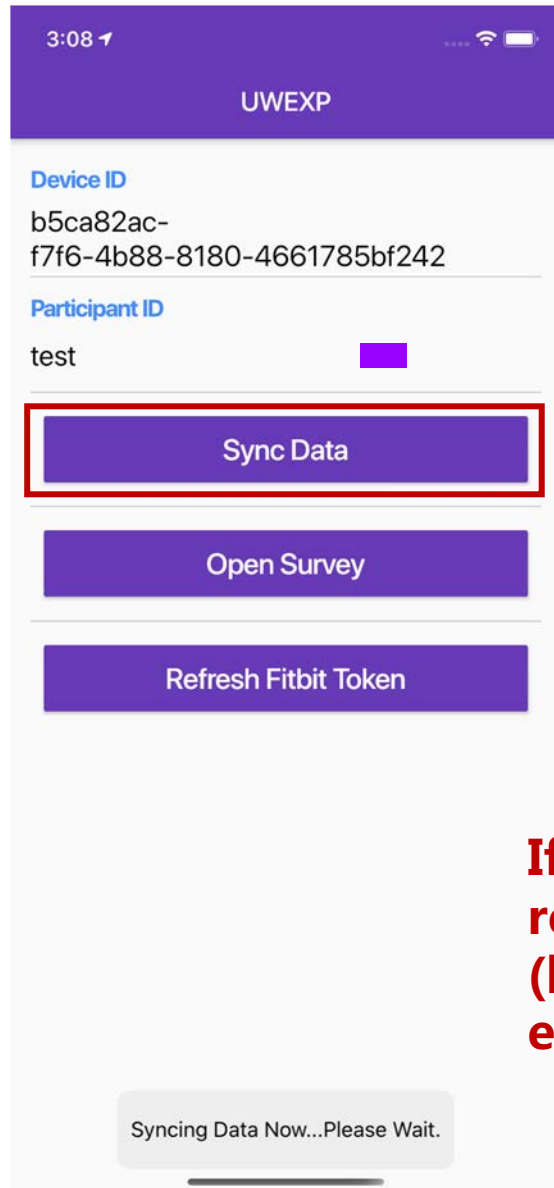 3:08
UWEXP
Device ID
b5ca82ac-
f7f6-4b88-8180-4661785bf242
Participant ID
test
Sync Data
Open Survey
Refresh Fitbit Token
If
Syncing Data Now...Please Wait.